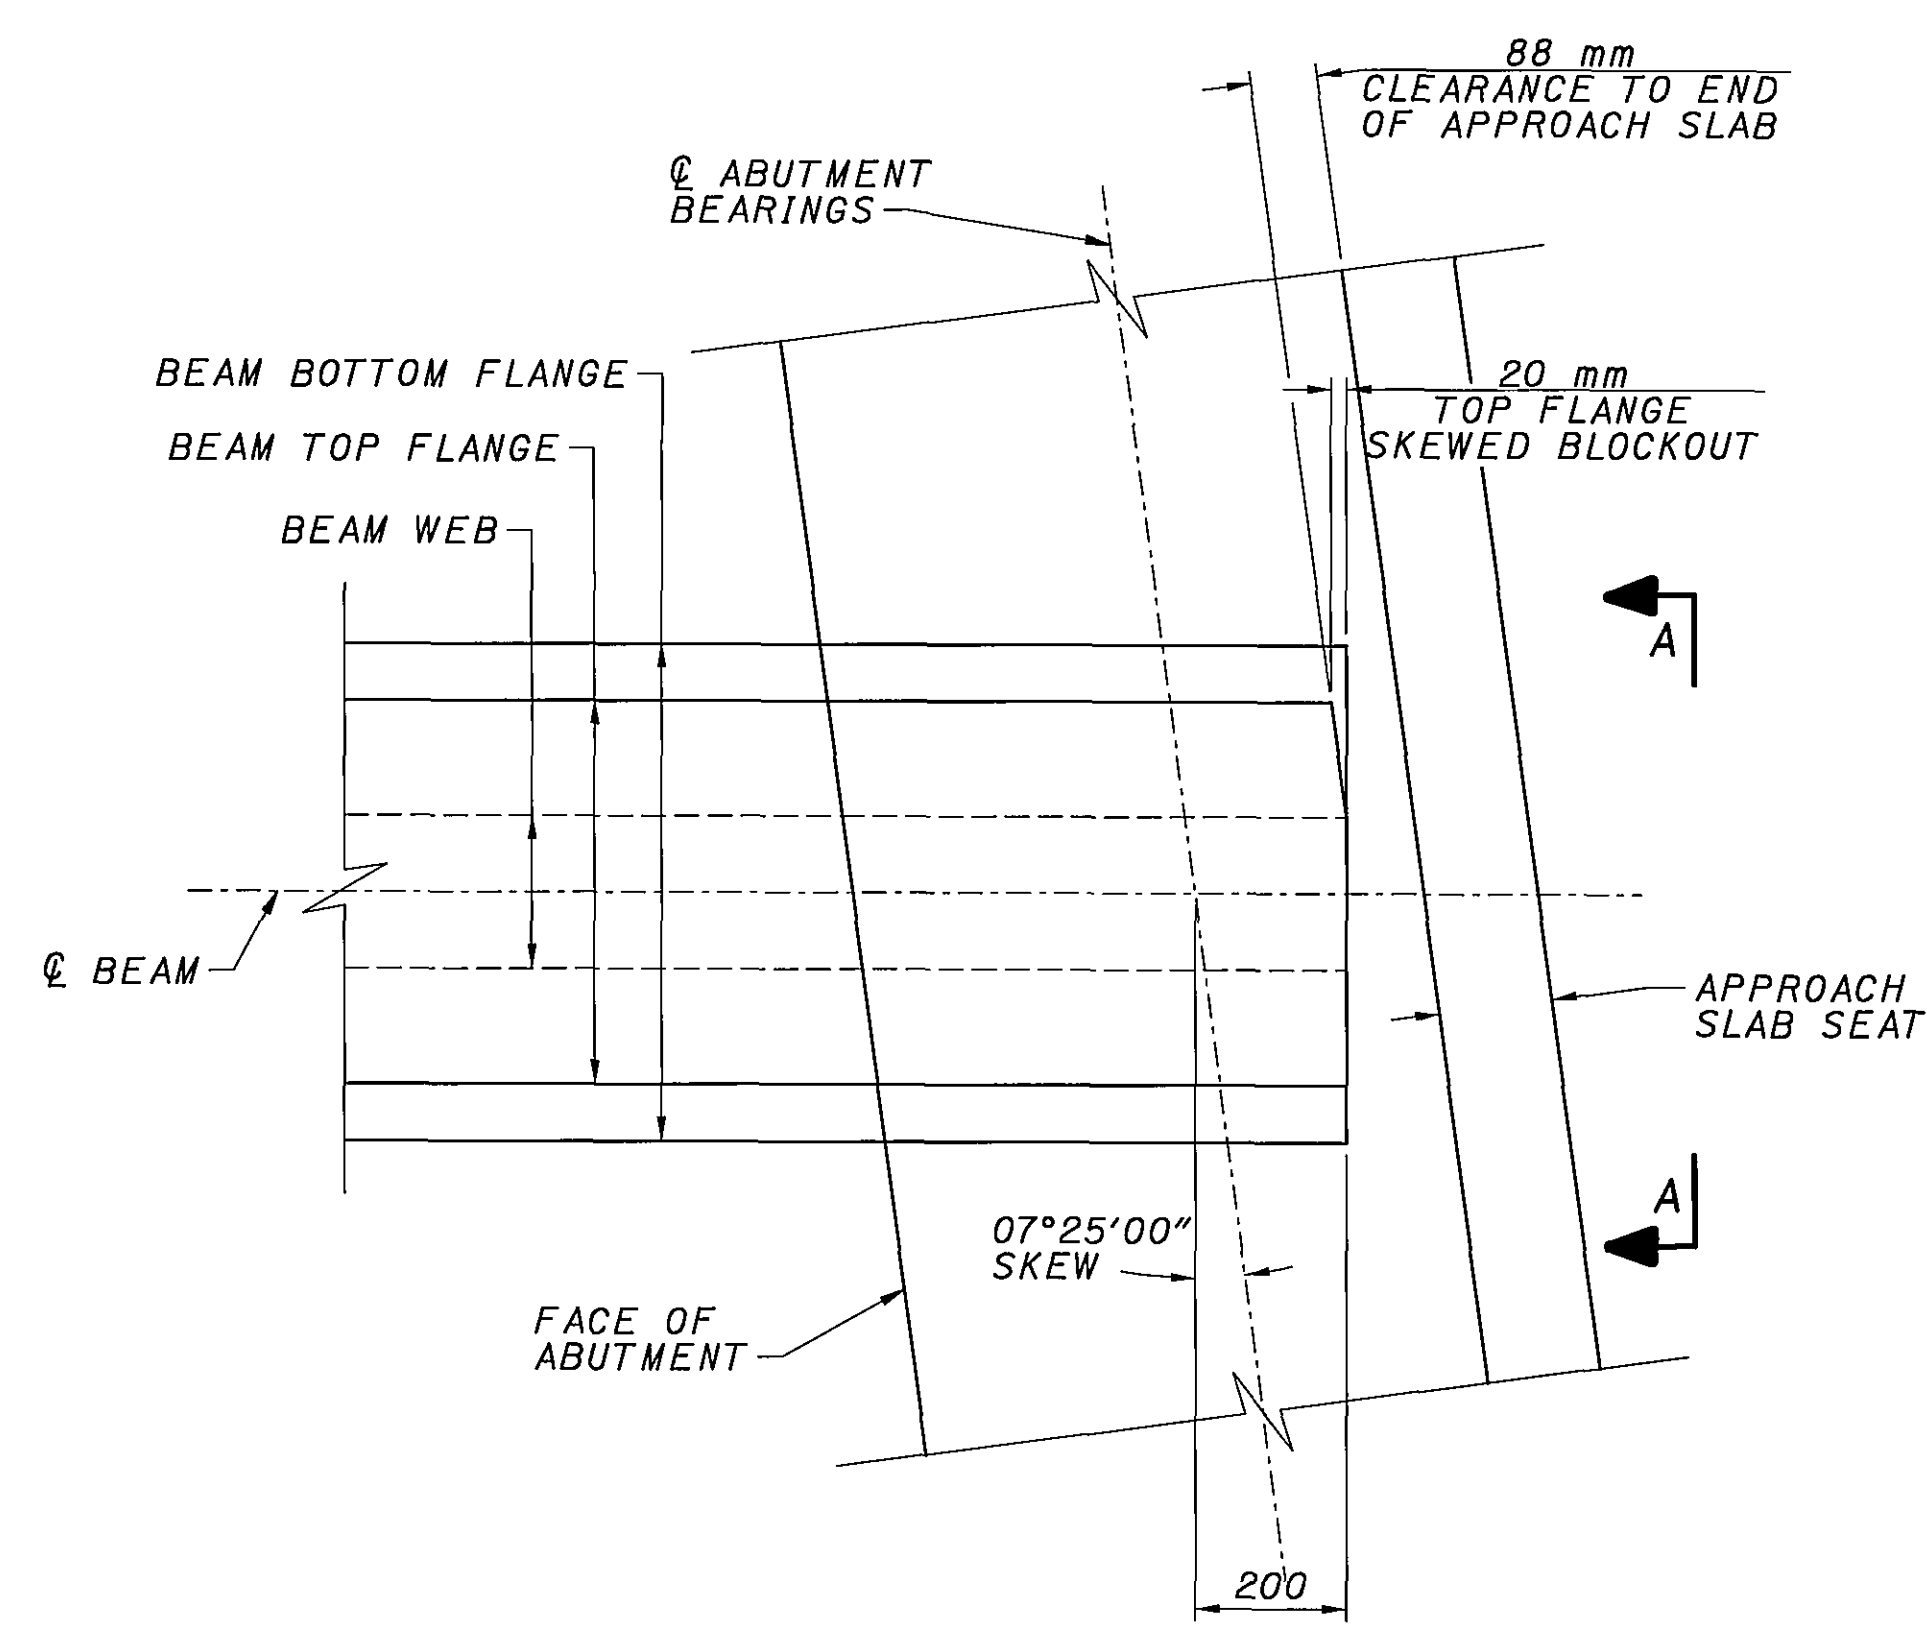 88 mm
CLEARANCE TO END
OF APPROACH SLAB
℄ ABUTMENT
BEARINGS
20 mm
TOP FLANGE
SKEWED BLOCKOUT
BEAM BOTTOM FLANGE
BEAM TOP FLANGE
BEAM WEB
A
℄ BEAM
APPROACH
SLAB SEAT
A
07°25'00"
SKEW
FACE OF
ABUTMENT
200